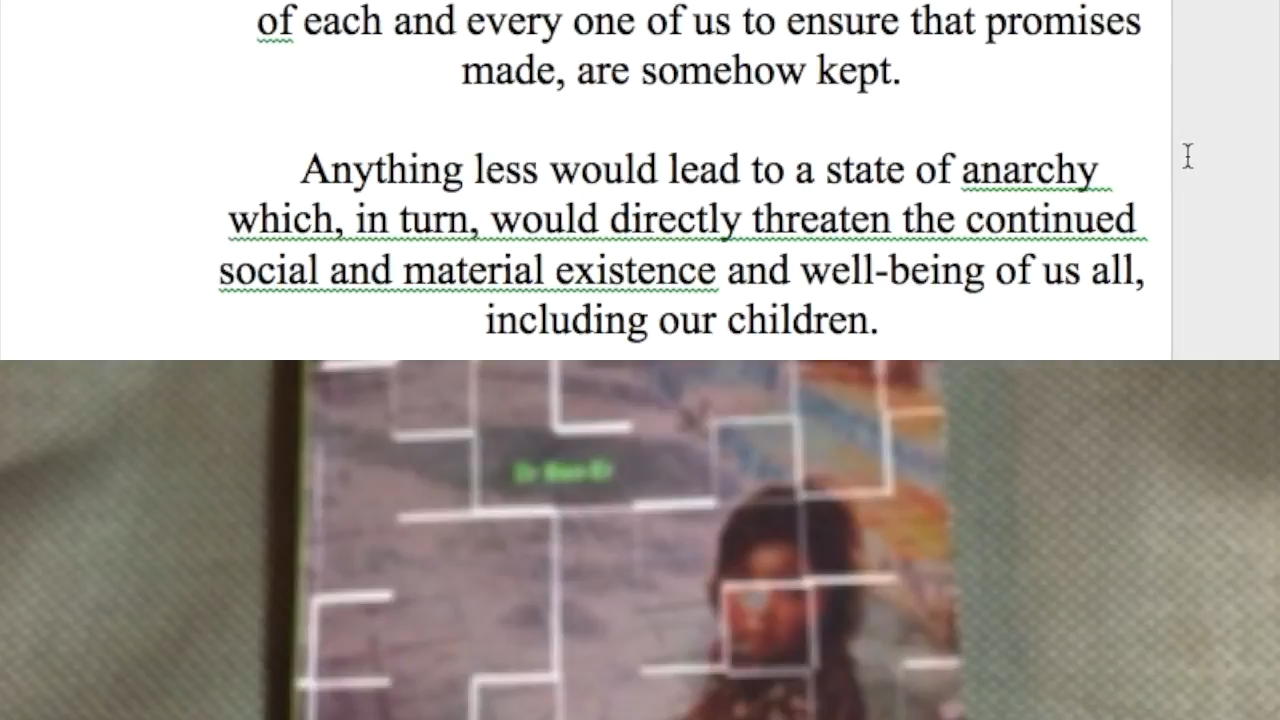 of each and every one of us to ensure that promises
made, are somehow kept.
Anything less would lead to a state of anarchy
which, in turn, would directly threaten the continued
social and material existence and well-being of us all,
including our children.